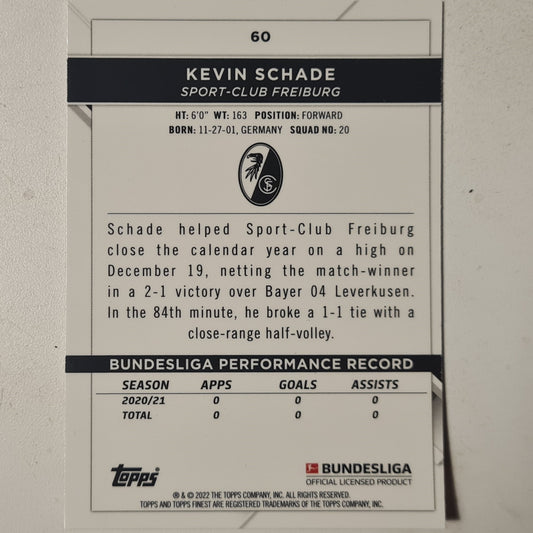 60
KEVIN SCHADE
SPORT-CLUB FREIBURG
HT: 6'0" WT: 163 POSITION: FORWARD
BORN: 11-27-01, GERMANY SQUAD NO: 20
Schade helped Sport-Club Freiburg
close the calendar year on a high on
December 19, netting the match-winner
in a 2-1 victory over Bayer 04 Leverkusen.
In the 84th minute, he broke a 1-1 tie with a
close-range half-volley.
BUNDESLIGA PERFORMANCE RECORD
SEASON APPS GOALS ASSISTS
2020/21 0 0 0
TOTAL 0 0 0
topps
BUNDESLIGA
OFFICIAL LICENSED PRODUCT
® & © 2022 THE TOPPS COMPANY, INC. ALL RIGHTS RESERVED.
TOPPS AND TOPPS FINEST ARE REGISTERED TRADEMARKS OF THE TOPPS COMPANY, INC.